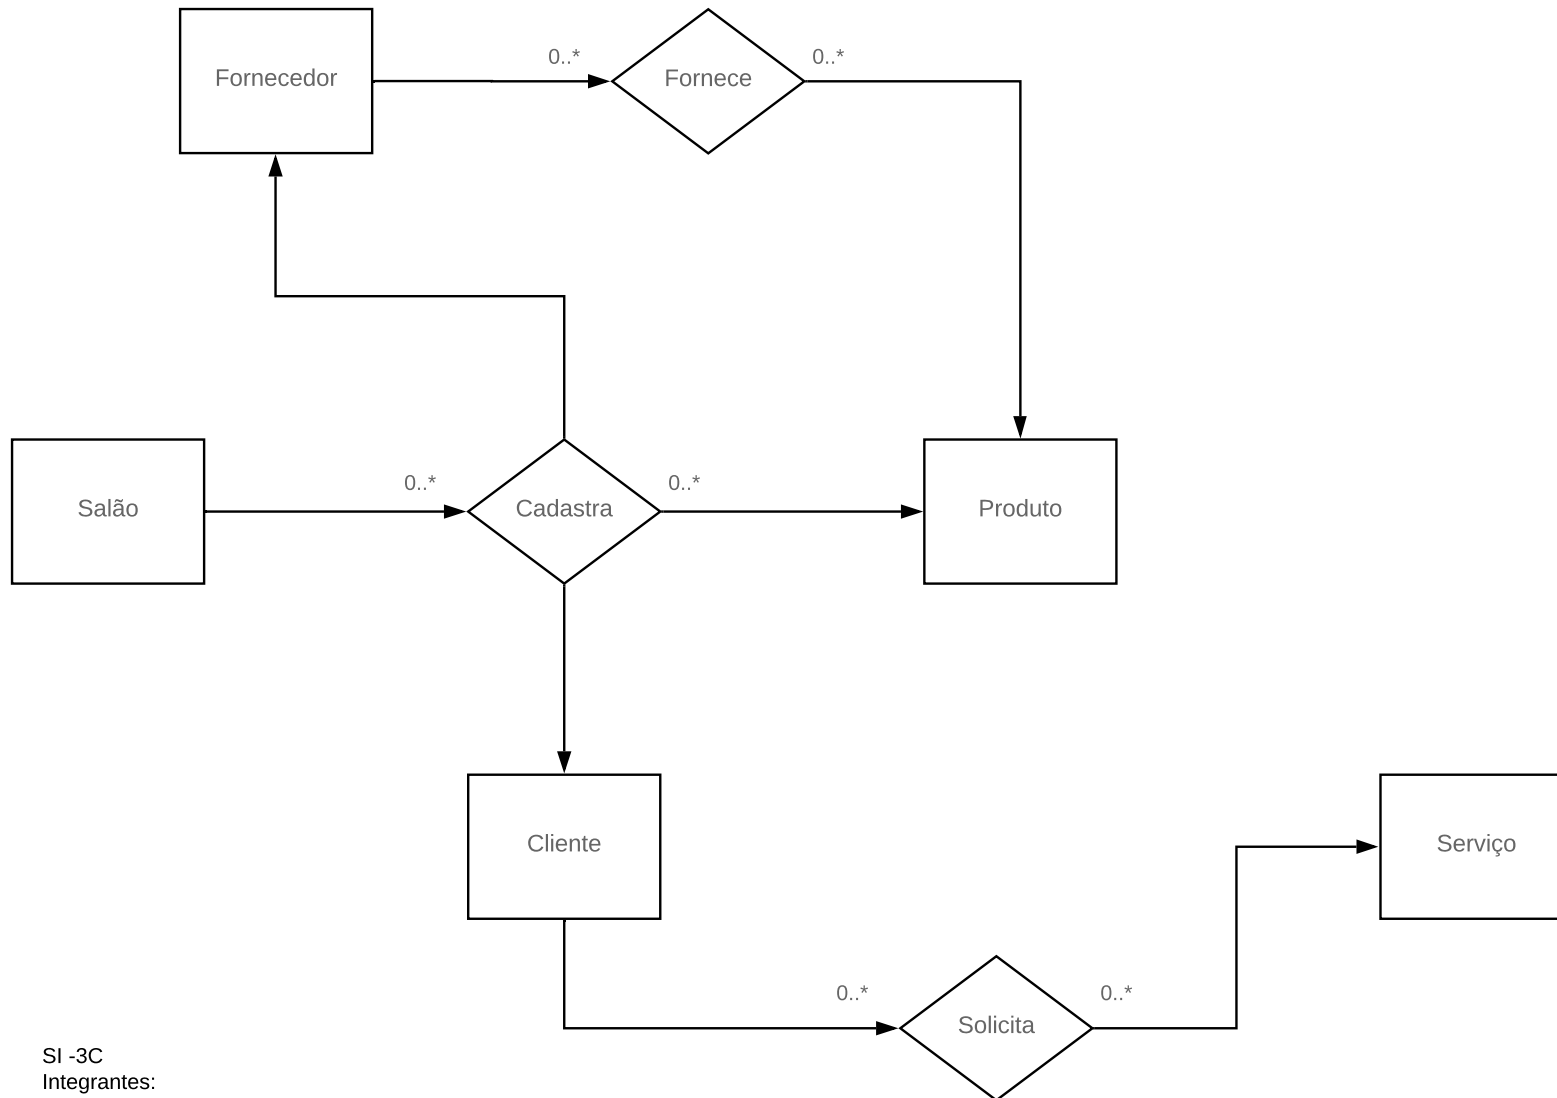 Fornecedor
0..*
Fornece
0..*
Salão
0..*
Cadastra
0..*
Produto
Cliente
Serviço
0..*
Solicita
0..*
SI -3C
Integrantes: